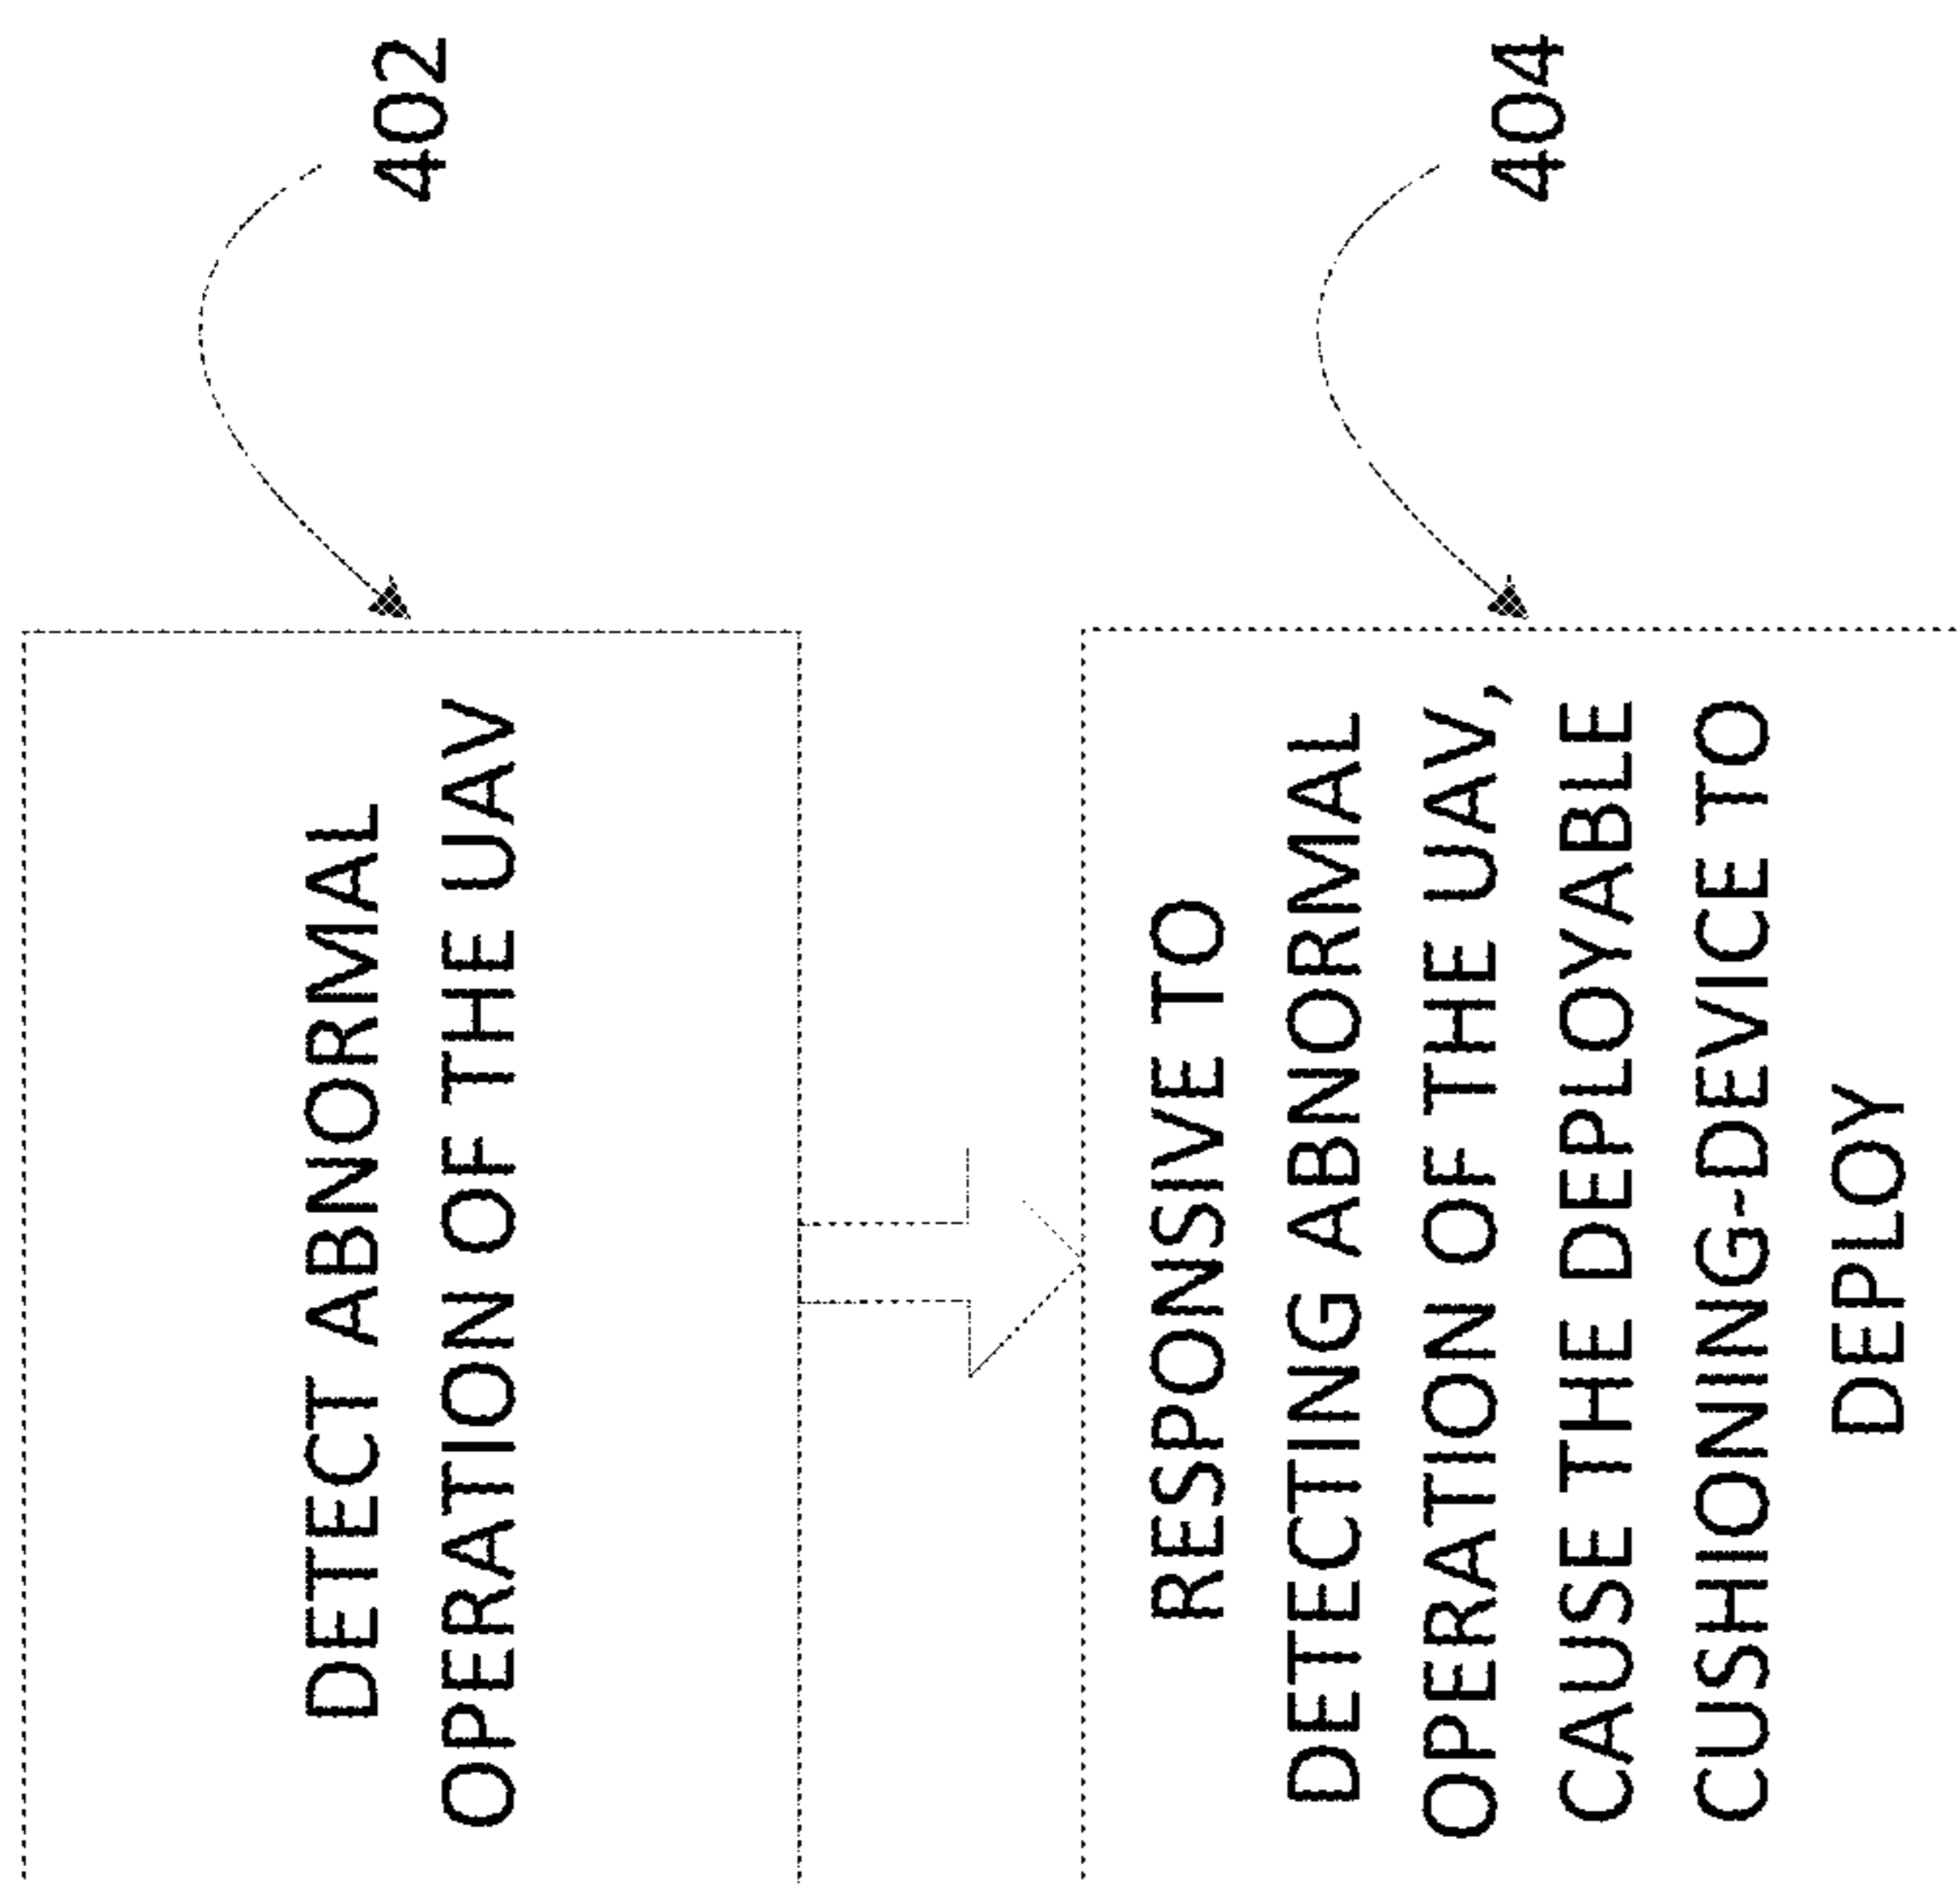 DETECT ABNORMAL
OPERATION OF THE UAV
402
RESPONSIVE TO
DETECTING ABNORMAL
OPERATION OF THE UAV,
CAUSE THE DEPLOYABLE
CUSHIONING-DEVICE TO
DEPLOY
404